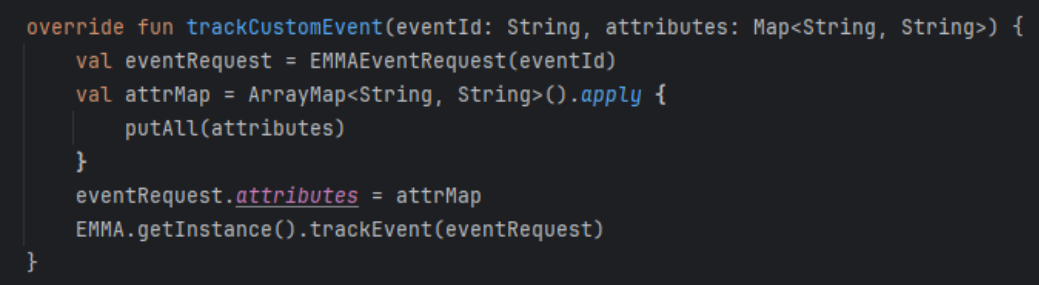 override fun trackCustomEvent(eventId: String, attributes: Map<String, String>) {
    val eventRequest = EMMAEventRequest(eventId)
    val attrMap = ArrayMap<String, String>().apply {
        putAll(attributes)
    }
    eventRequest.attributes = attrMap
    EMMA.getInstance().trackEvent(eventRequest)
}